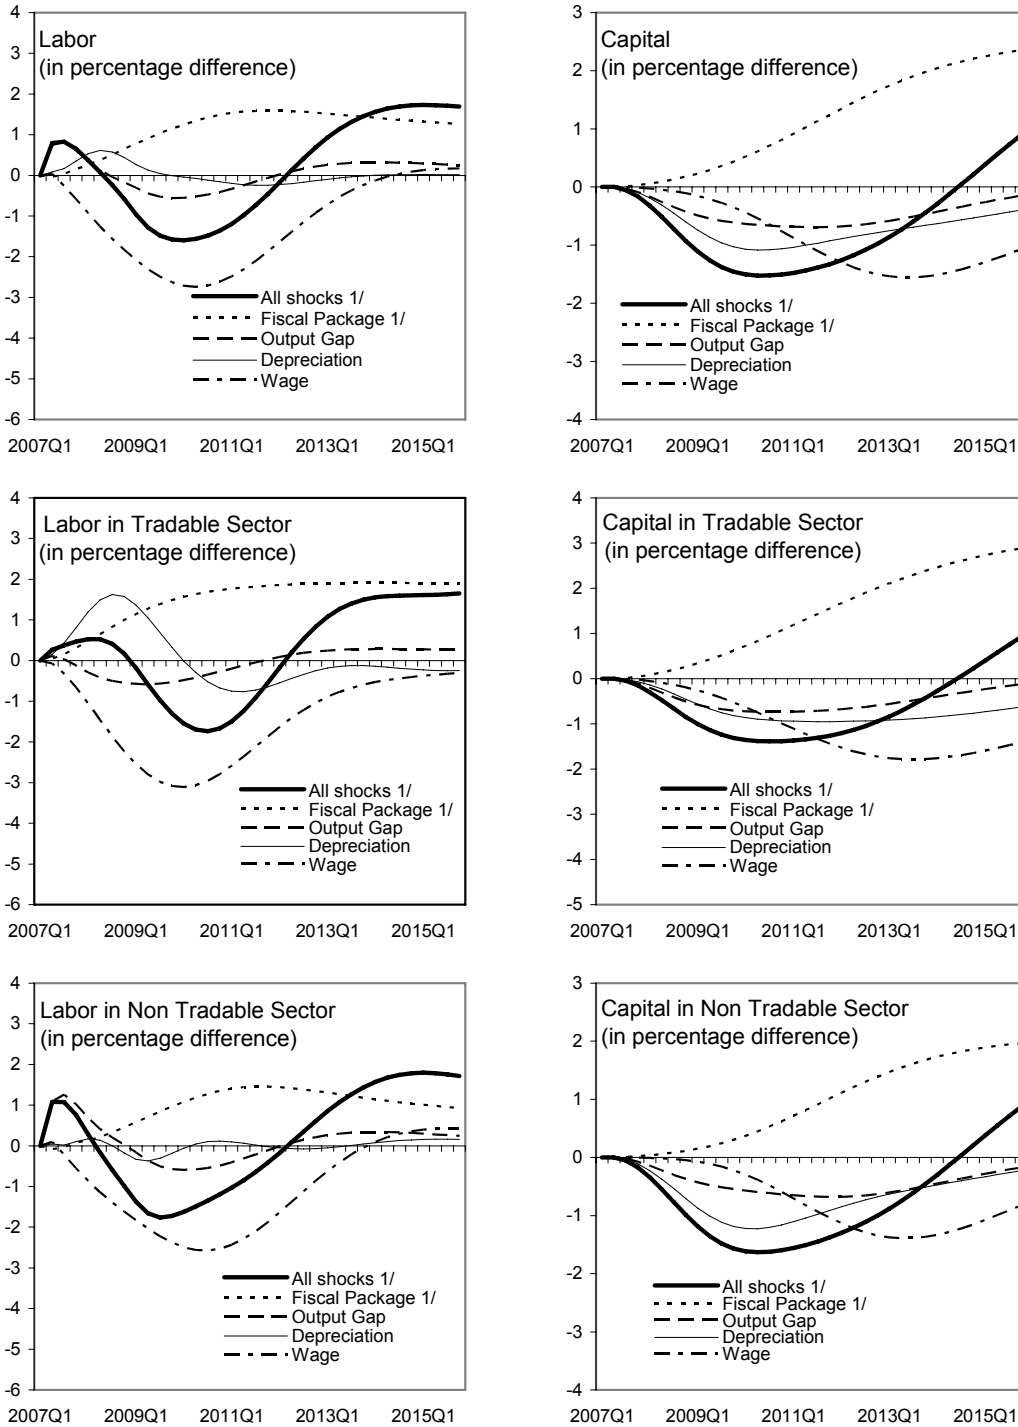 4
3
2
1
0
-1
-2
-3
-4
-5
-6
Labor
(in percentage difference)
All shocks 1/
Fiscal Package 1/
Output Gap
Depreciation
Wage
2007Q1 2009Q1 2011Q1 2013Q1 2015Q1
3
2
1
0
-1
-2
-3
-4
Capital
(in percentage difference)
All shocks 1/
Fiscal Package 1/
Output Gap
Depreciation
Wage
2007Q1 2009Q1 2011Q1 2013Q1 2015Q1
4
3
2
1
0
-1
-2
-3
-4
-5
-6
Labor in Tradable Sector
(in percentage difference)
All shocks 1/
Fiscal Package 1/
Output Gap
Depreciation
Wage
2007Q1 2009Q1 2011Q1 2013Q1 2015Q1
4
3
2
1
0
-1
-2
-3
-4
-5
Capital in Tradable Sector
(in percentage difference)
All shocks 1/
Fiscal Package 1/
Output Gap
Depreciation
Wage
2007Q1 2009Q1 2011Q1 2013Q1 2015Q1
4
3
2
1
0
-1
-2
-3
-4
-5
-6
Labor in Non Tradable Sector
(in percentage difference)
All shocks 1/
Fiscal Package 1/
Output Gap
Depreciation
Wage
2007Q1 2009Q1 2011Q1 2013Q1 2015Q1
3
2
1
0
-1
-2
-3
-4
Capital in Non Tradable Sector
(in percentage difference)
All shocks 1/
Fiscal Package 1/
Output Gap
Depreciation
Wage
2007Q1 2009Q1 2011Q1 2013Q1 2015Q1